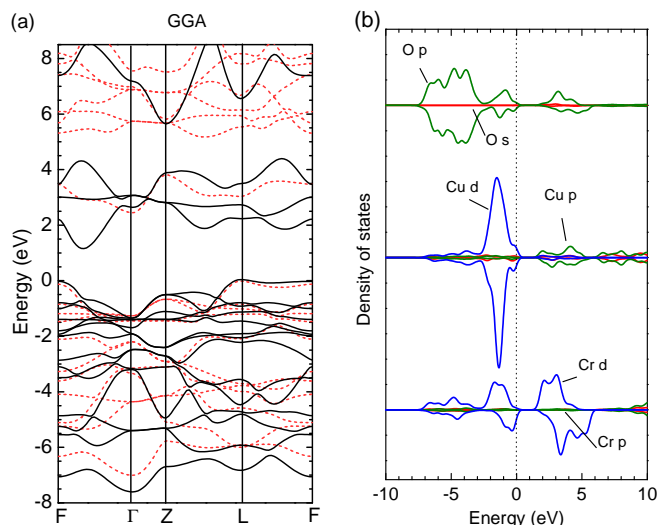 (a)
GGA
Energy (eV)
8
6
4
2
0
-2
-4
-6
-8
F
Γ
Z
L
F
(b)
Density of states
O p
O s
Cu d
Cu p
Cr d
Cr p
-10
-5
0
5
10
Energy (eV)